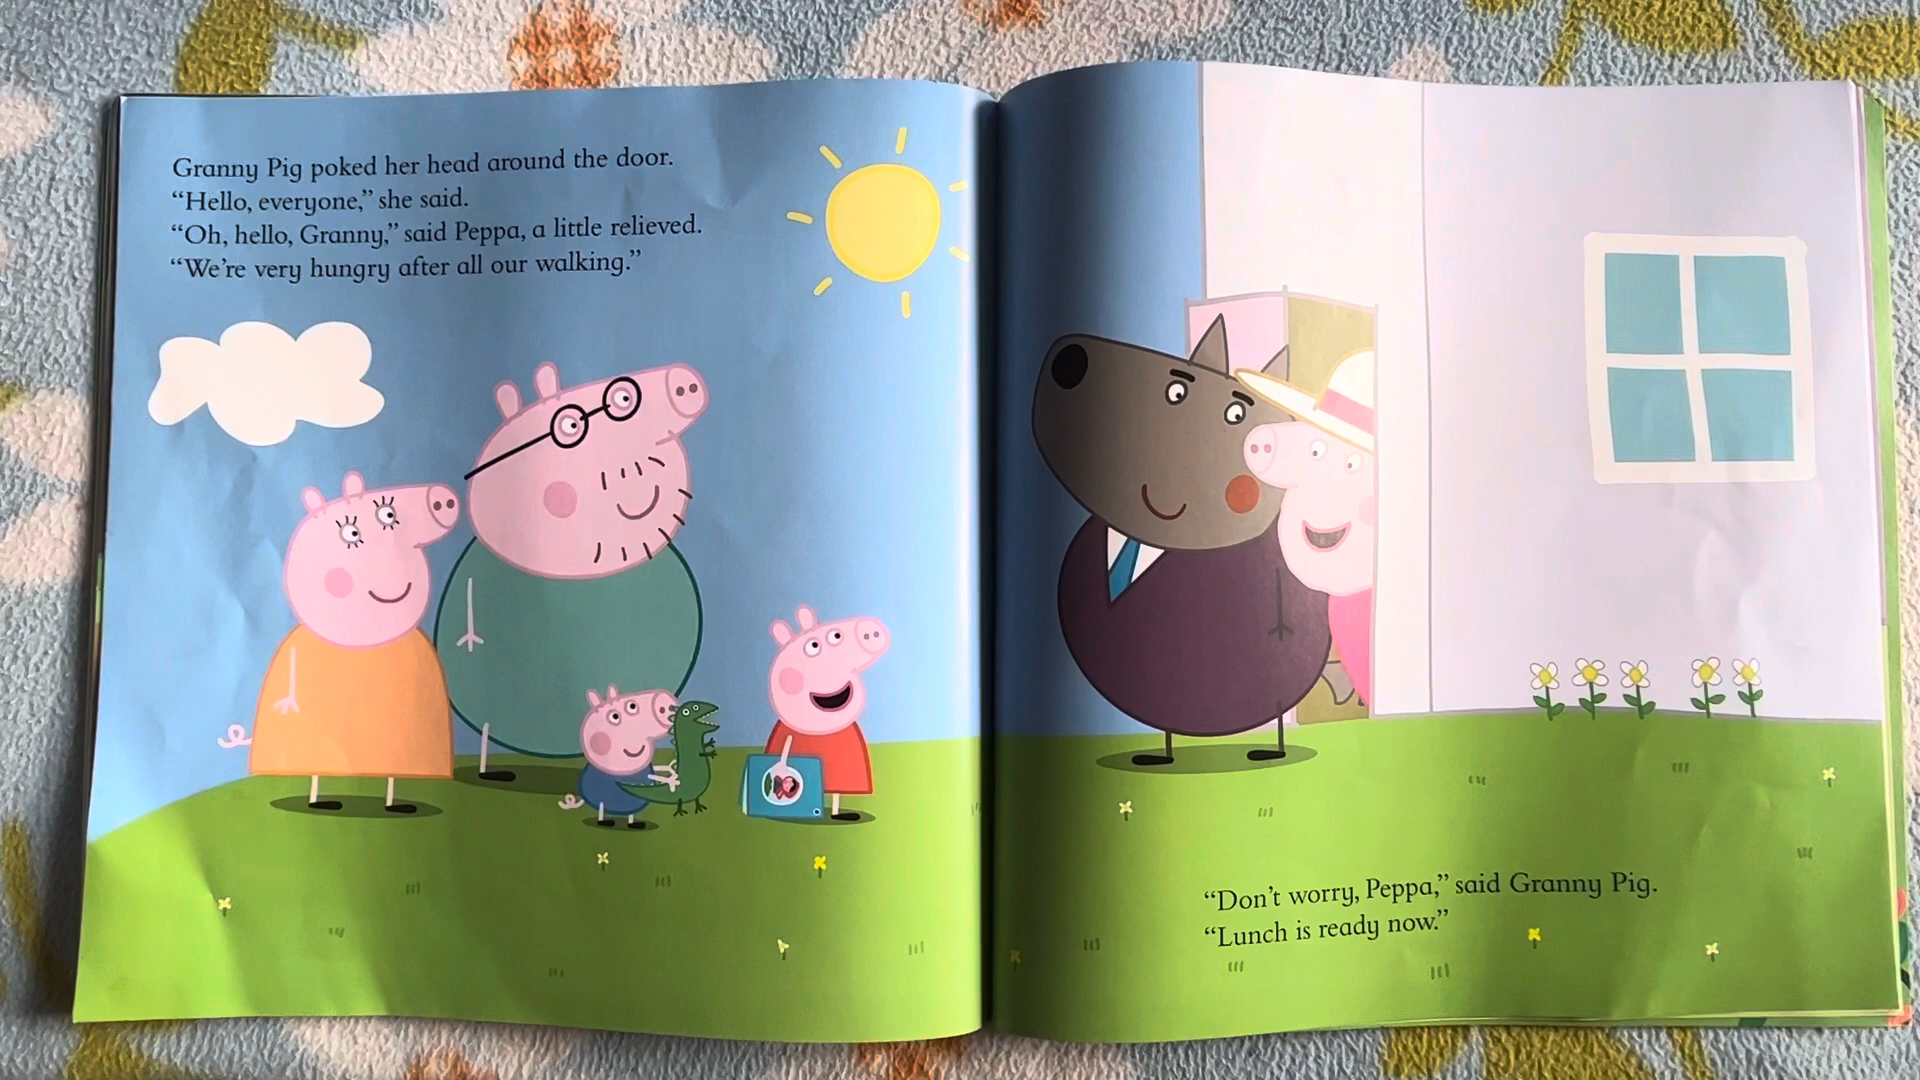 Granny Pig poked her head around the door.
“Hello, everyone,” she said.
“Oh, hello, Granny,” said Peppa, a little relieved.
“We’re very hungry after all our walking.”
“Don’t worry, Peppa,” said Granny Pig.
“Lunch is ready now.”